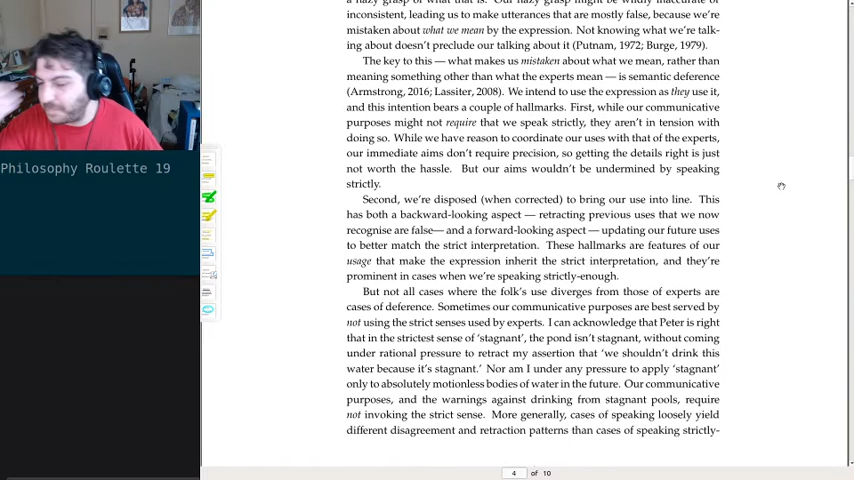 a hazy grasp of what that is. Our hazy grasp might be wildly inaccurate or
inconsistent, leading us to make utterances that are mostly false, because we're
mistaken about what we mean by the expression. Not knowing what we're talk-
ing about doesn't preclude our talking about it (Putnam, 1972; Burge, 1979).
The key to this — what makes us mistaken about what we mean, rather than
meaning something other than what the experts mean — is semantic deference
(Armstrong, 2016; Lassiter, 2008). We intend to use the expression as they use it,
and this intention bears a couple of hallmarks. First, while our communicative
purposes might not require that we speak strictly, they aren't in tension with
doing so. While we have reason to coordinate our uses with that of the experts,
our immediate aims don't require precision, so getting the details right is just
not worth the hassle. But our aims wouldn't be undermined by speaking
strictly.
Philosophy Roulette 19
Second, we're disposed (when corrected) to bring our use into line. This
has both a backward-looking aspect — retracting previous uses that we now
recognise are false— and a forward-looking aspect — updating our future uses
to better match the strict interpretation. These hallmarks are features of our
usage that make the expression inherit the strict interpretation, and they're
prominent in cases when we're speaking strictly-enough.
But not all cases where the folk's use diverges from those of experts are
cases of deference. Sometimes our communicative purposes are best served by
not using the strict senses used by experts. I can acknowledge that Peter is right
that in the strictest sense of 'stagnant', the pond isn't stagnant, without coming
under rational pressure to retract my assertion that 'we shouldn't drink this
water because it's stagnant.' Nor am I under any pressure to apply 'stagnant'
only to absolutely motionless bodies of water in the future. Our communicative
purposes, and the warnings against drinking from stagnant pools, require
not invoking the strict sense. More generally, cases of speaking loosely yield
different disagreement and retraction patterns than cases of speaking strictly-
4 of 10